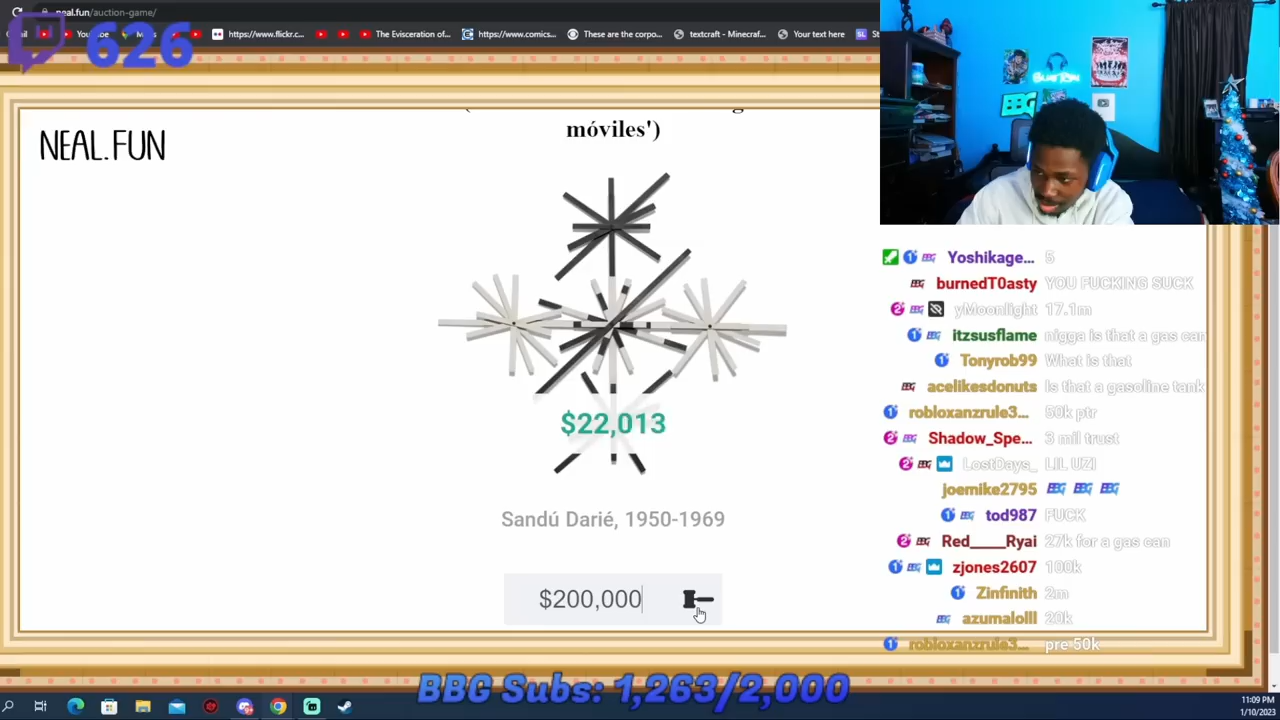 neal.fun/auction-game/
626
https://www.flickr.c...
The Evisceration of...
https://www.comics...
These are the corpo...
textcraft - Minecraf...
Your text here
NEAL.FUN
móviles')
$22,013
Sandú Darié, 1950-1969
$200,000
BBG
Yoshikage... 5
burnedT0asty YOU FUCKING SUCK
yMoonlight 17.1m
itzsusflame nigga is that a gas can
Tonyrob99 What is that
acelikesdonuts Is that a gasoline tank
robloxanzrule3... 50k ptr
Shadow_Spe... 3 mil trust
LostDays_ LIL UZI
joemike2795 BBG BBG BBG
tod987 FUCK
Red____Ryai 27k for a gas can
zjones2607 100k
Zinfinith 2m
azumalolll 20k
robloxanzrule3... pre 50k
BBG Subs: 1,263/2,000
11:09 PM
1/10/2023